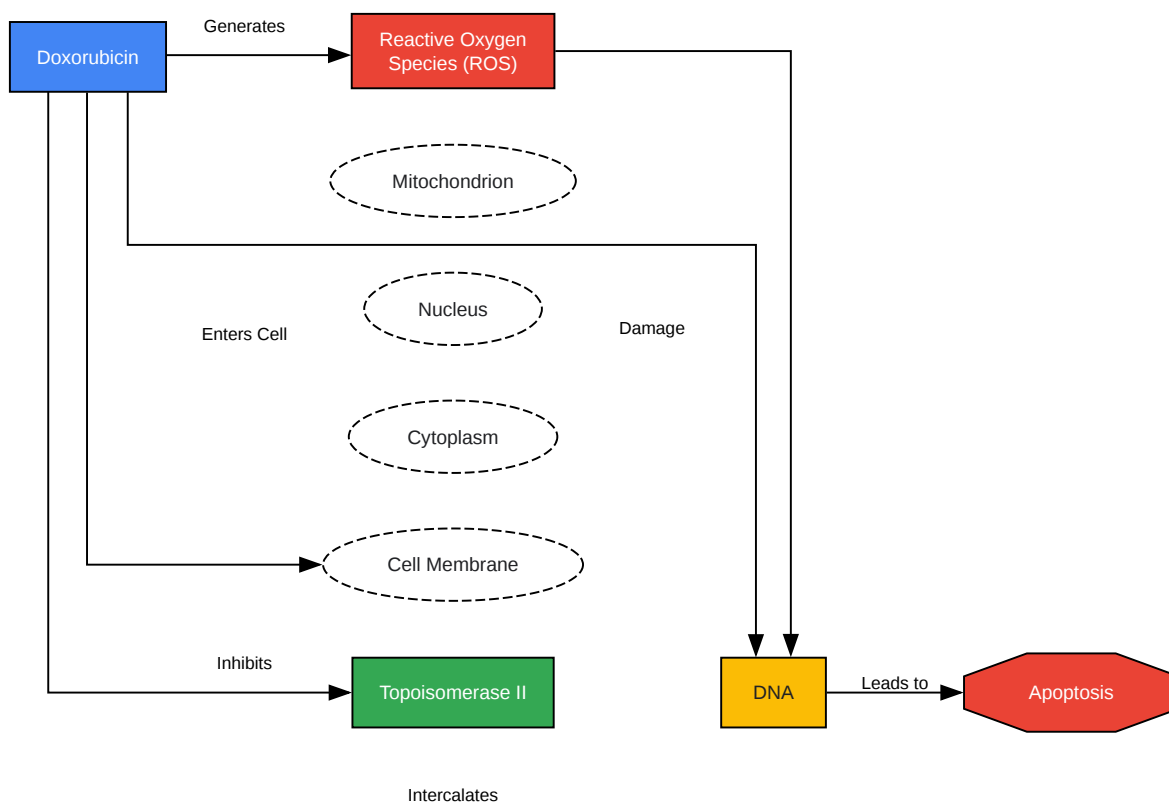 Generates
Doxorubicin
Reactive Oxygen
Species (ROS)
Mitochondrion
Nucleus
Enters Cell
Damage
Cytoplasm
Cell Membrane
Inhibits
Topoisomerase II
DNA
Leads to
Apoptosis
Intercalates